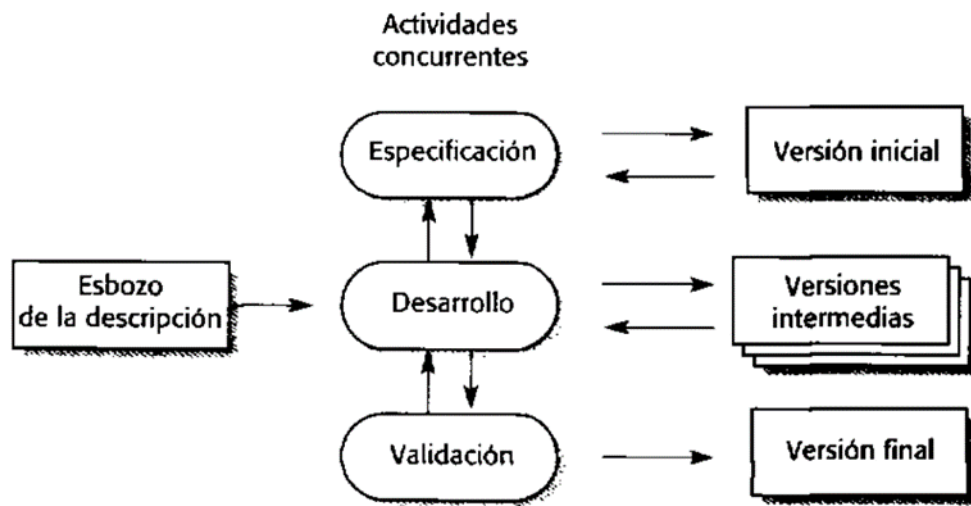 Actividades
concurrentes
Especificación
Versión inicial
Esbozo
de la descripción
Desarrollo
Versiones
intermedias
Validación
Versión final